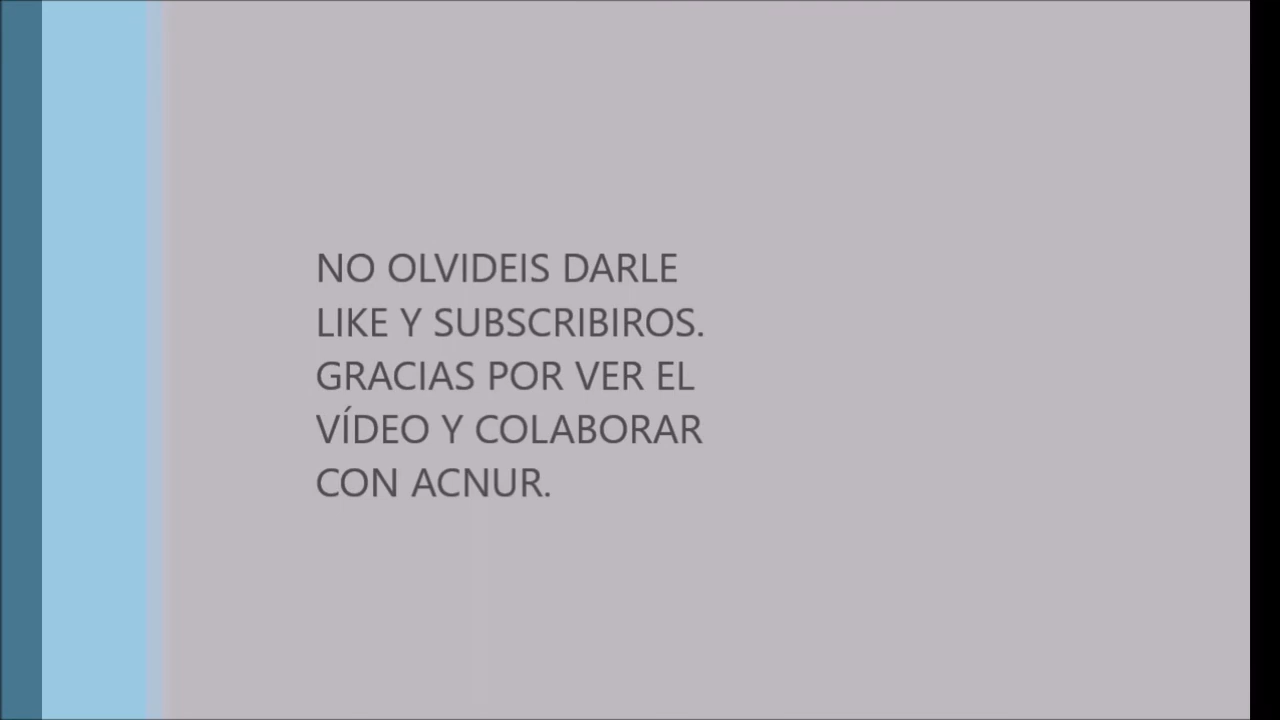 NO OLVIDEIS DARLE
LIKE Y SUBSCRIBIROS.
GRACIAS POR VER EL
VÍDEO Y COLABORAR
CON ACNUR.